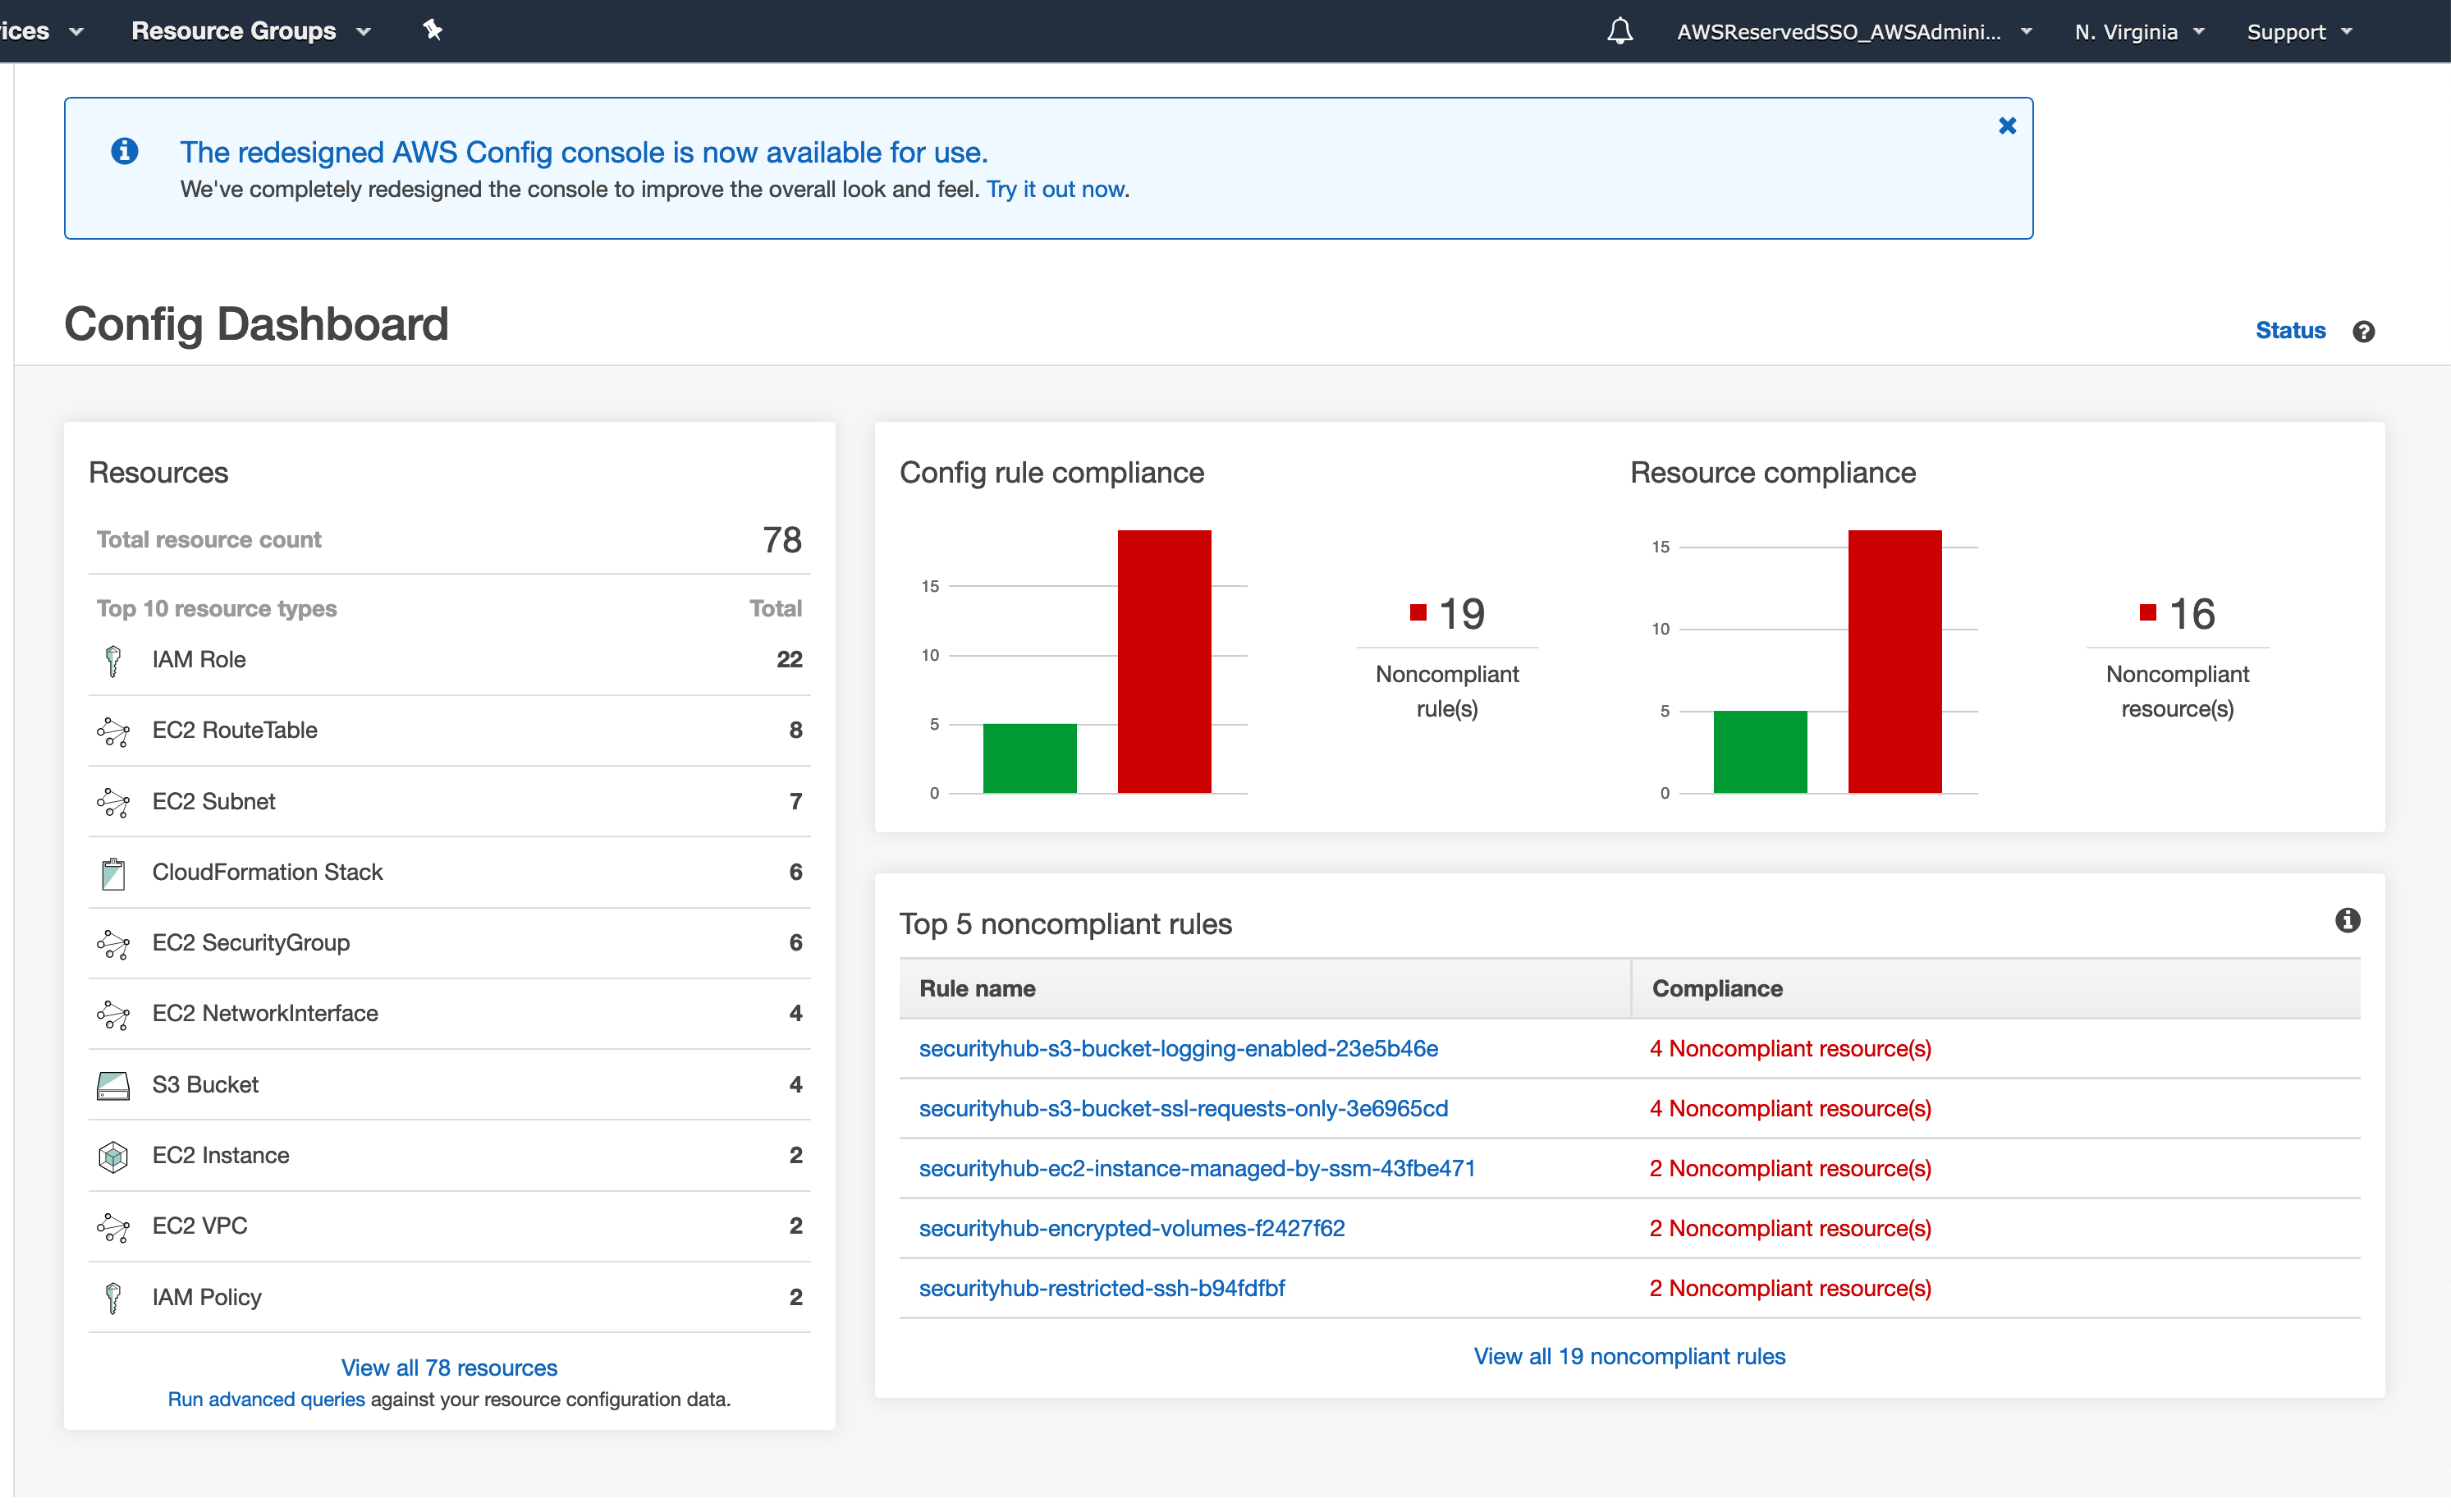 ices Resource Groups AWSReservedSSO_AWSAdmini... N. Virginia Support
The redesigned AWS Config console is now available for use.
We've completely redesigned the console to improve the overall look and feel. Try it out now.
Config Dashboard
Status
Resources
Total resource count 78
Top 10 resource types Total
IAM Role 22
EC2 RouteTable 8
EC2 Subnet 7
CloudFormation Stack 6
EC2 SecurityGroup 6
EC2 NetworkInterface 4
S3 Bucket 4
EC2 Instance 2
EC2 VPC 2
IAM Policy 2
View all 78 resources
Run advanced queries against your resource configuration data.
Config rule compliance
15
10
5
0
19
Noncompliant
rule(s)
Resource compliance
15
10
5
0
16
Noncompliant
resource(s)
Top 5 noncompliant rules
Rule name Compliance
securityhub-s3-bucket-logging-enabled-23e5b46e 4 Noncompliant resource(s)
securityhub-s3-bucket-ssl-requests-only-3e6965cd 4 Noncompliant resource(s)
securityhub-ec2-instance-managed-by-ssm-43fbe471 2 Noncompliant resource(s)
securityhub-encrypted-volumes-f2427f62 2 Noncompliant resource(s)
securityhub-restricted-ssh-b94fdfbf 2 Noncompliant resource(s)
View all 19 noncompliant rules